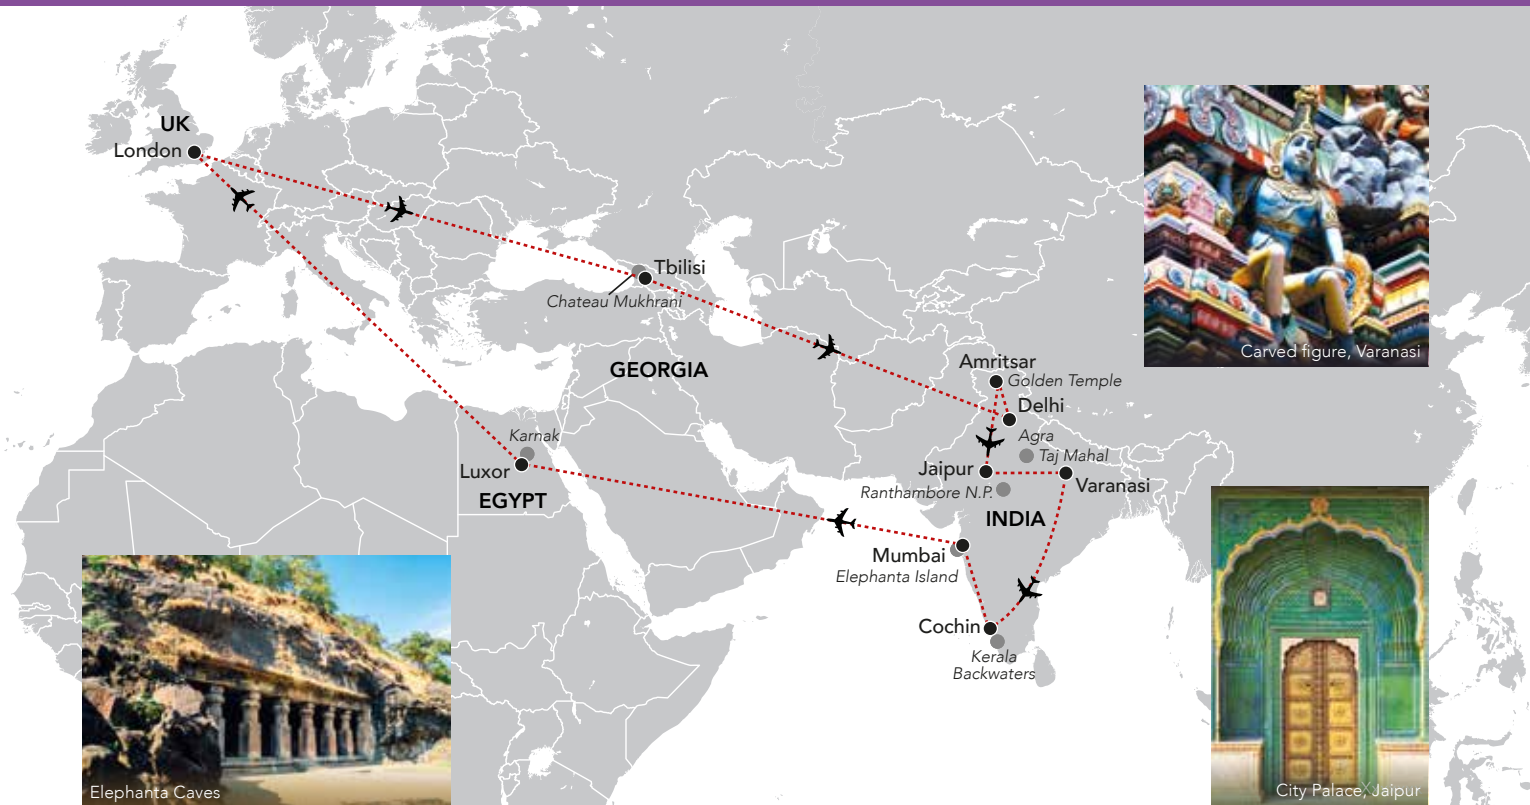 UK
London
Tbilisi
Chateau Mukhrani
GEORGIA
Amritsar
Golden Temple
Delhi
Agra
Taj Mahal
Karnak
Luxor
EGYPT
Jaipur
Varanasi
Ranthambore N.P.
INDIA
Mumbai
Elephanta Island
Cochin
Kerala
Backwaters
Carved figure, Varanasi
Elephanta Caves
City Palace, Jaipur